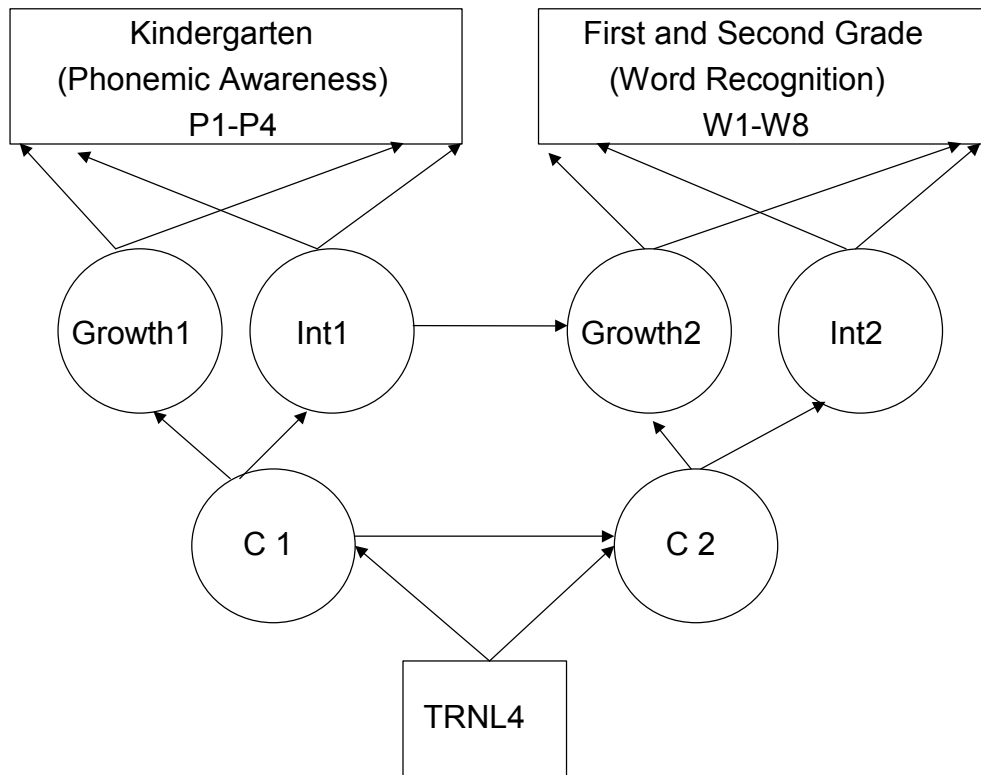 Kindergarten
(Phonemic Awareness)
P1-P4
First and Second Grade
(Word Recognition)
W1-W8
Growth1
Int1
Growth2
Int2
C 1
C 2
TRNL4